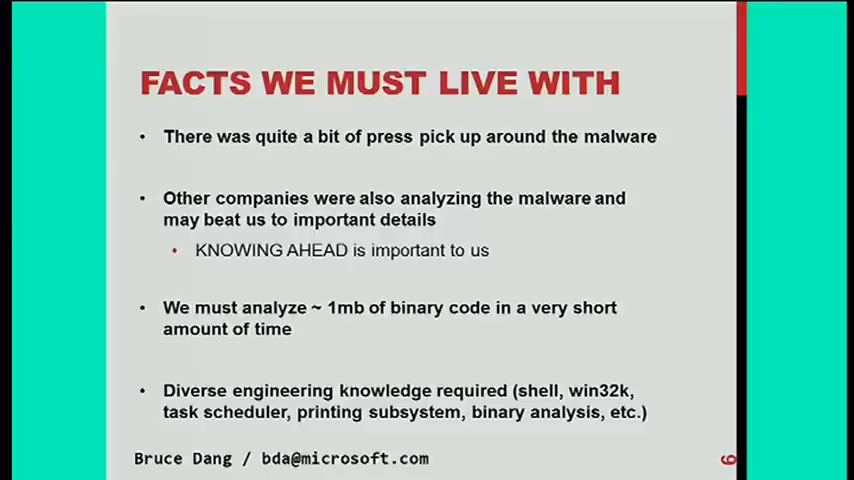 FACTS WE MUST LIVE WITH
• There was quite a bit of press pick up around the malware
• Other companies were also analyzing the malware and
may beat us to important details
• KNOWING AHEAD is important to us
• We must analyze ~ 1mb of binary code in a very short
amount of time
• Diverse engineering knowledge required (shell, win32k,
task scheduler, printing subsystem, binary analysis, etc.)
Bruce Dang / bda@microsoft.com
6